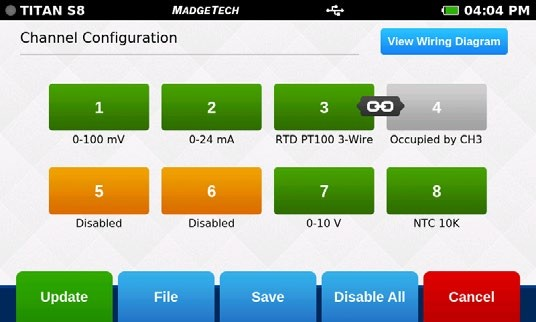 TITAN S8 MADGETECH 04:04 PM
Channel Configuration
View Wiring Diagram
1 2 3 4
0-100 mV 0-24 mA RTD PT100 3-Wire Occupied by CH3
5 6 7 8
Disabled Disabled 0-10 V NTC 10K
Update File Save Disable All Cancel